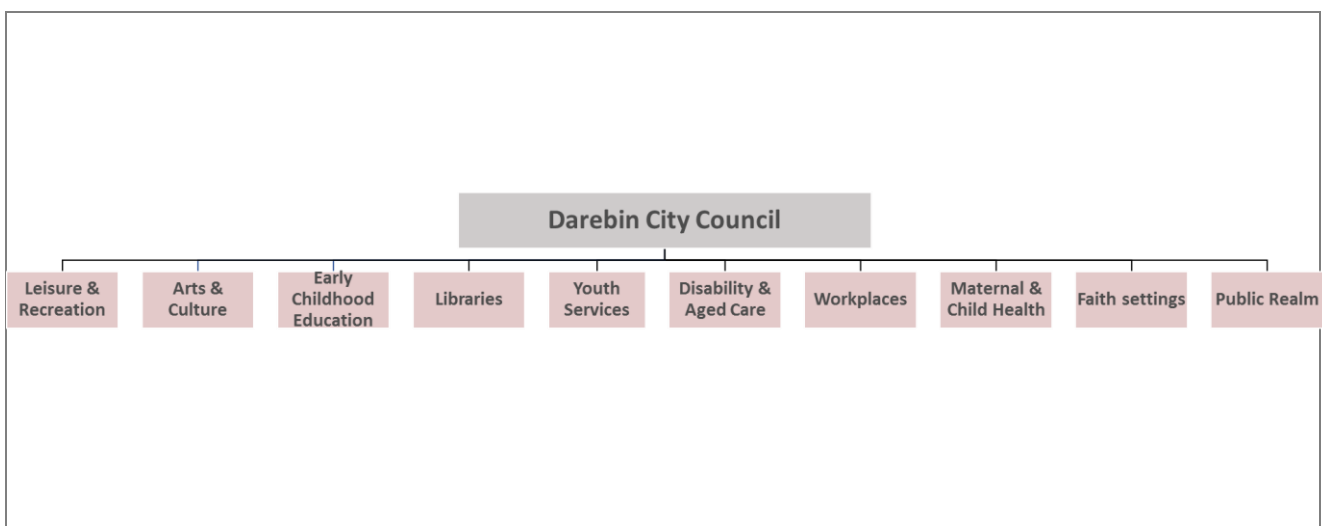 Darebin City Council
Leisure &
Recreation
Arts &
Culture
Early
Childhood
Education
Libraries
Youth
Services
Disability &
Aged Care
Workplaces
Maternal &
Child Health
Faith settings
Public Realm